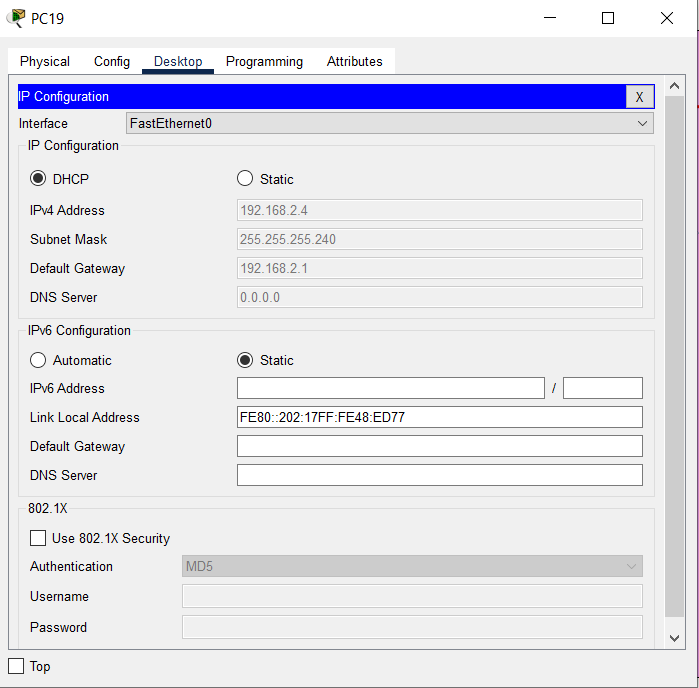 PC19
Physical Config Desktop Programming Attributes
IP Configuration X
Interface FastEthernet0
IP Configuration
DHCP Static
IPv4 Address 192.168.2.4
Subnet Mask 255.255.255.240
Default Gateway 192.168.2.1
DNS Server 0.0.0.0
IPv6 Configuration
Automatic Static
IPv6 Address /
Link Local Address FE80::202:17FF:FE48:ED77
Default Gateway
DNS Server
802.1X
Use 802.1X Security
Authentication MD5
Username
Password
Top